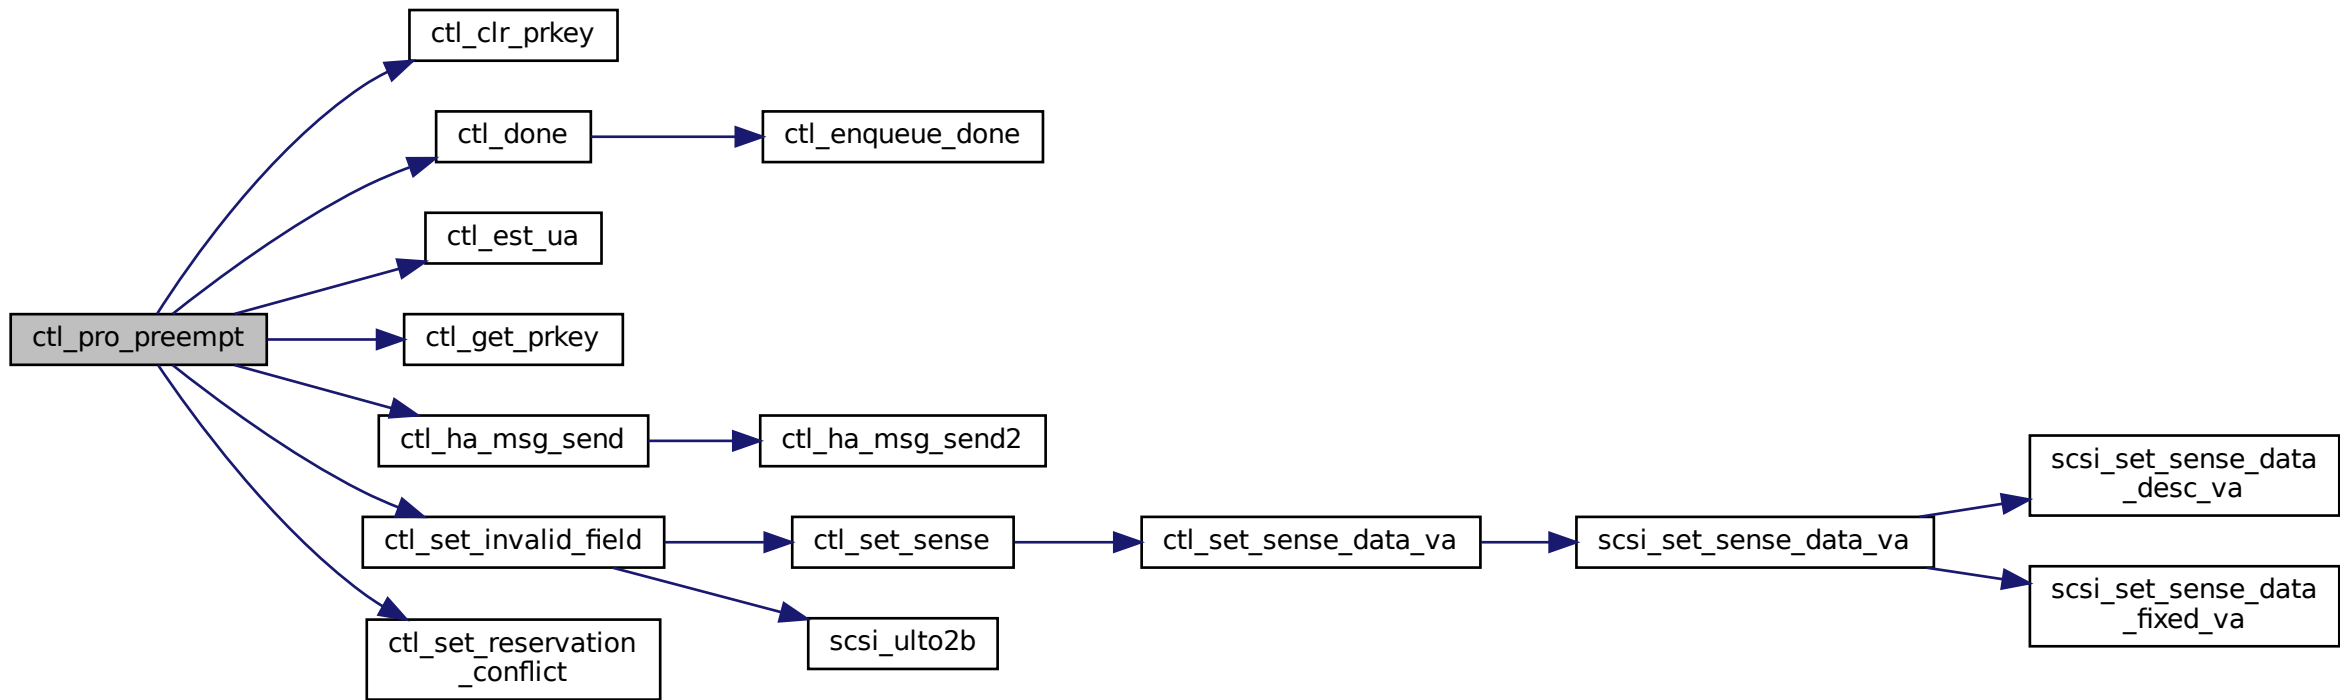 ctl_clr_prkey
ctl_done
ctl_enqueue_done
ctl_est_ua
ctl_pro_preempt
ctl_get_prkey
ctl_ha_msg_send
ctl_ha_msg_send2
scsi_set_sense_data
_desc_va
ctl_set_invalid_field
ctl_set_sense
ctl_set_sense_data_va
scsi_set_sense_data_va
scsi_set_sense_data
_fixed_va
ctl_set_reservation
_conflict
scsi_ulto2b